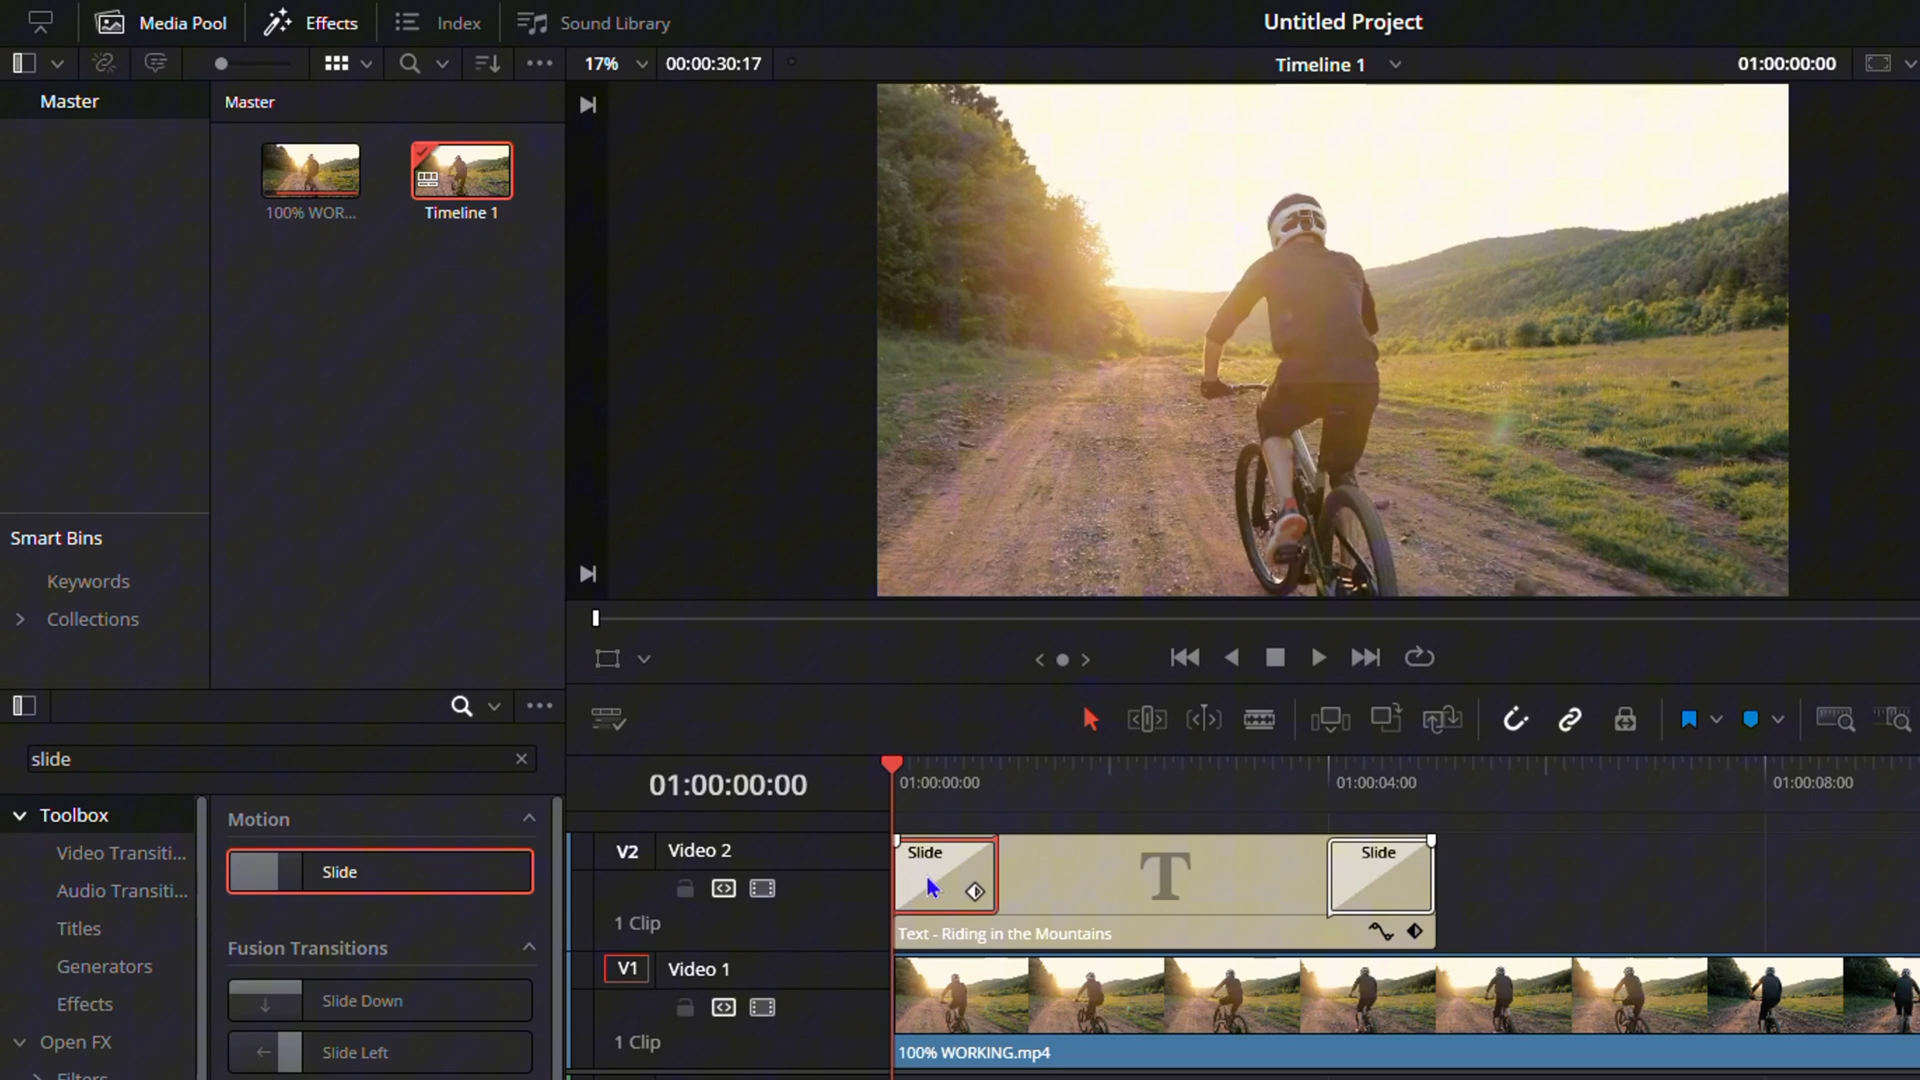 Media Pool
Effects
Index
Sound Library
Untitled Project
17%
00:00:30:17
Timeline 1
01:00:00:00
Master
Master
100% WOR...
Timeline 1
Smart Bins
Keywords
Collections
slide
Toolbox
Video Transiti...
Audio Transiti...
Titles
Generators
Effects
Open FX
Filters
Motion
Slide
Fusion Transitions
Slide Down
Slide Left
01:00:00:00
01:00:00:00
01:00:04:00
01:00:08:00
V2
Video 2
1 Clip
Slide
T
Slide
Text - Riding in the Mountains
V1
Video 1
1 Clip
100% WORKING.mp4